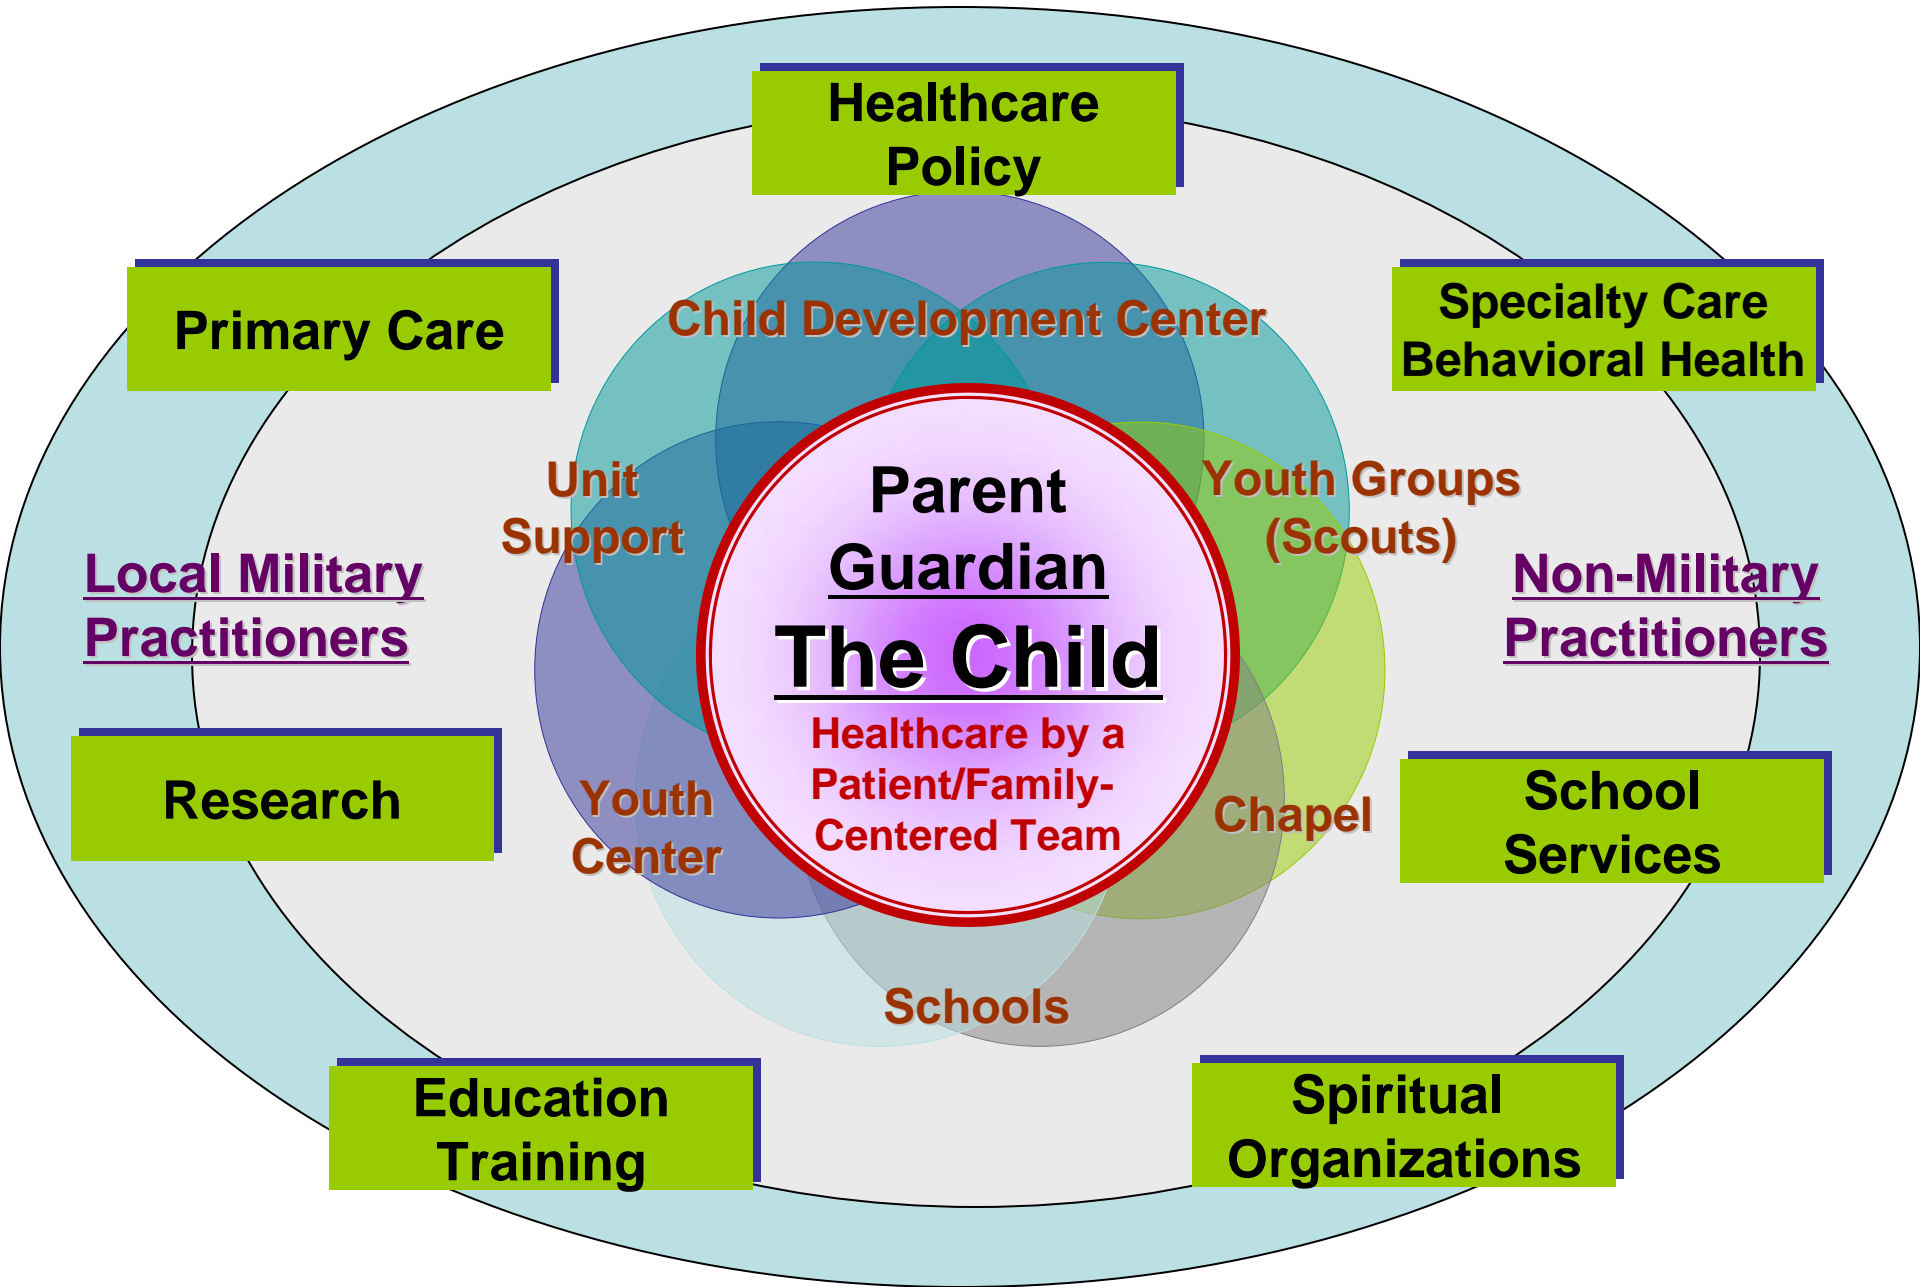 Healthcare
Policy
Primary Care
Specialty Care
Behavioral Health
Child Development Center
Unit
Support
Youth Groups
(Scouts)
Local Military
Practitioners
Parent
Guardian
The Child
Healthcare by a
Patient/Family-
Centered Team
Non-Military
Practitioners
Research
Youth
Center
Chapel
School
Services
Schools
Education
Training
Spiritual
Organizations